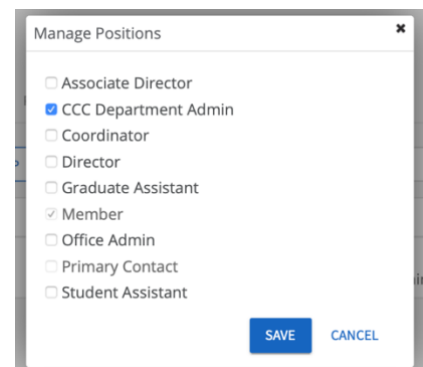 Manage Positions ✖
Associate Director
CCC Department Admin
Coordinator
Director
Graduate Assistant
Member
Office Admin
Primary Contact
Student Assistant
SAVE CANCEL